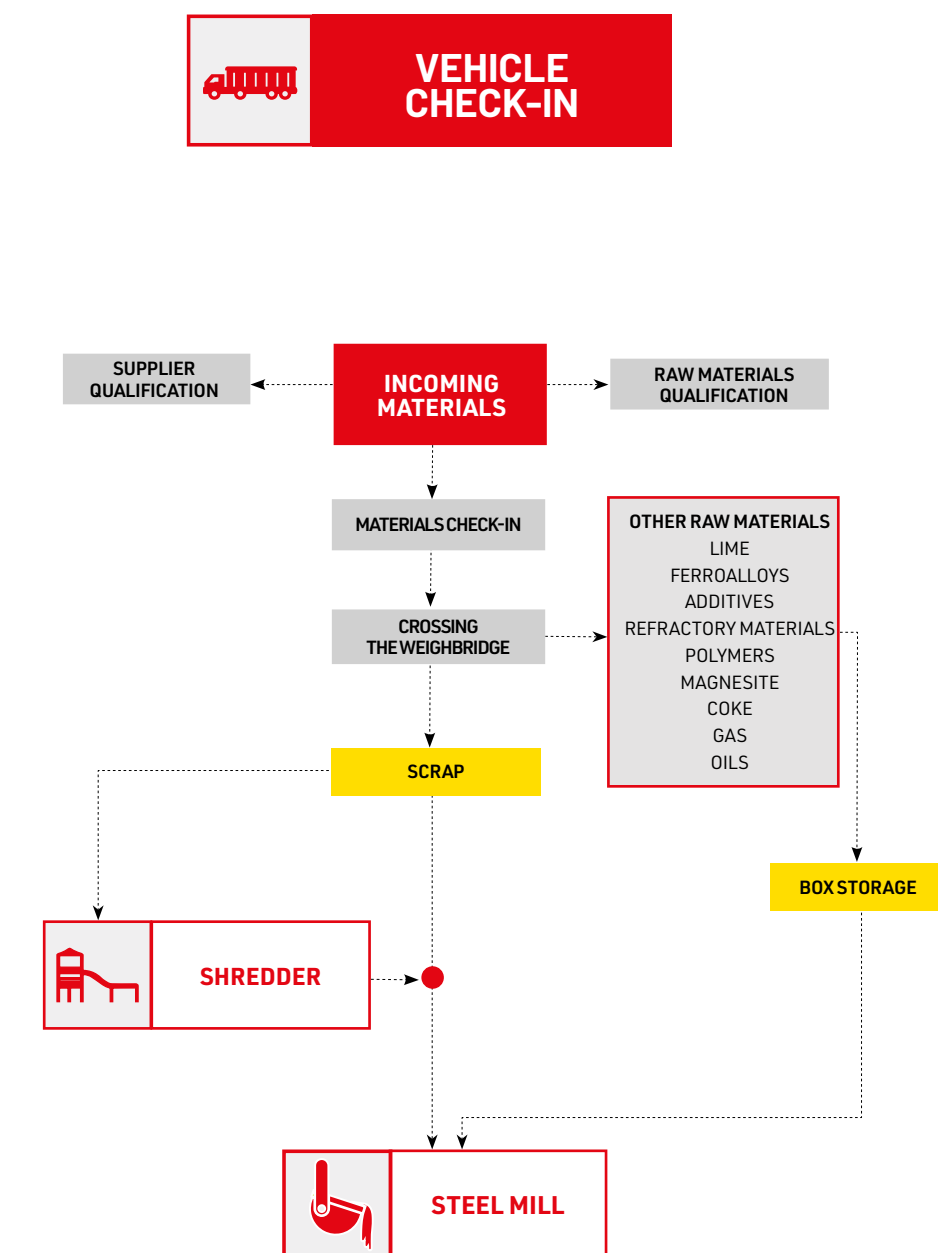 VEHICLE
CHECK-IN
SUPPLIER
QUALIFICATION
INCOMING
MATERIALS
RAW MATERIALS
QUALIFICATION
MATERIALS CHECK-IN
OTHER RAW MATERIALS
LIME
FERROALLOYS
ADDITIVES
REFRACTORY MATERIALS
POLYMERS
MAGNESITE
COKE
GAS
OILS
CROSSING
THE WEIGHBRIDGE
SCRAP
BOX STORAGE
SHREDDER
STEEL MILL